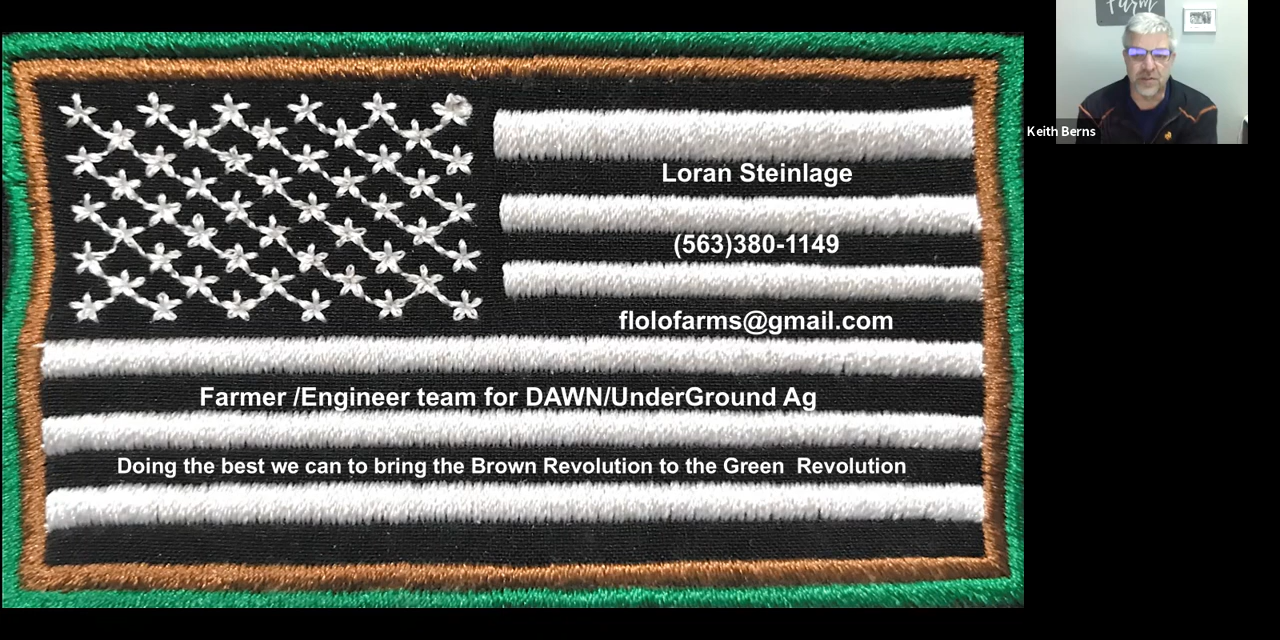 Loran Steinlage
(563)380-1149
flolofarms@gmail.com
Farmer /Engineer team for DAWN/UnderGround Ag
Doing the best we can to bring the Brown Revolution to the Green  Revolution
Farm
Keith Berns